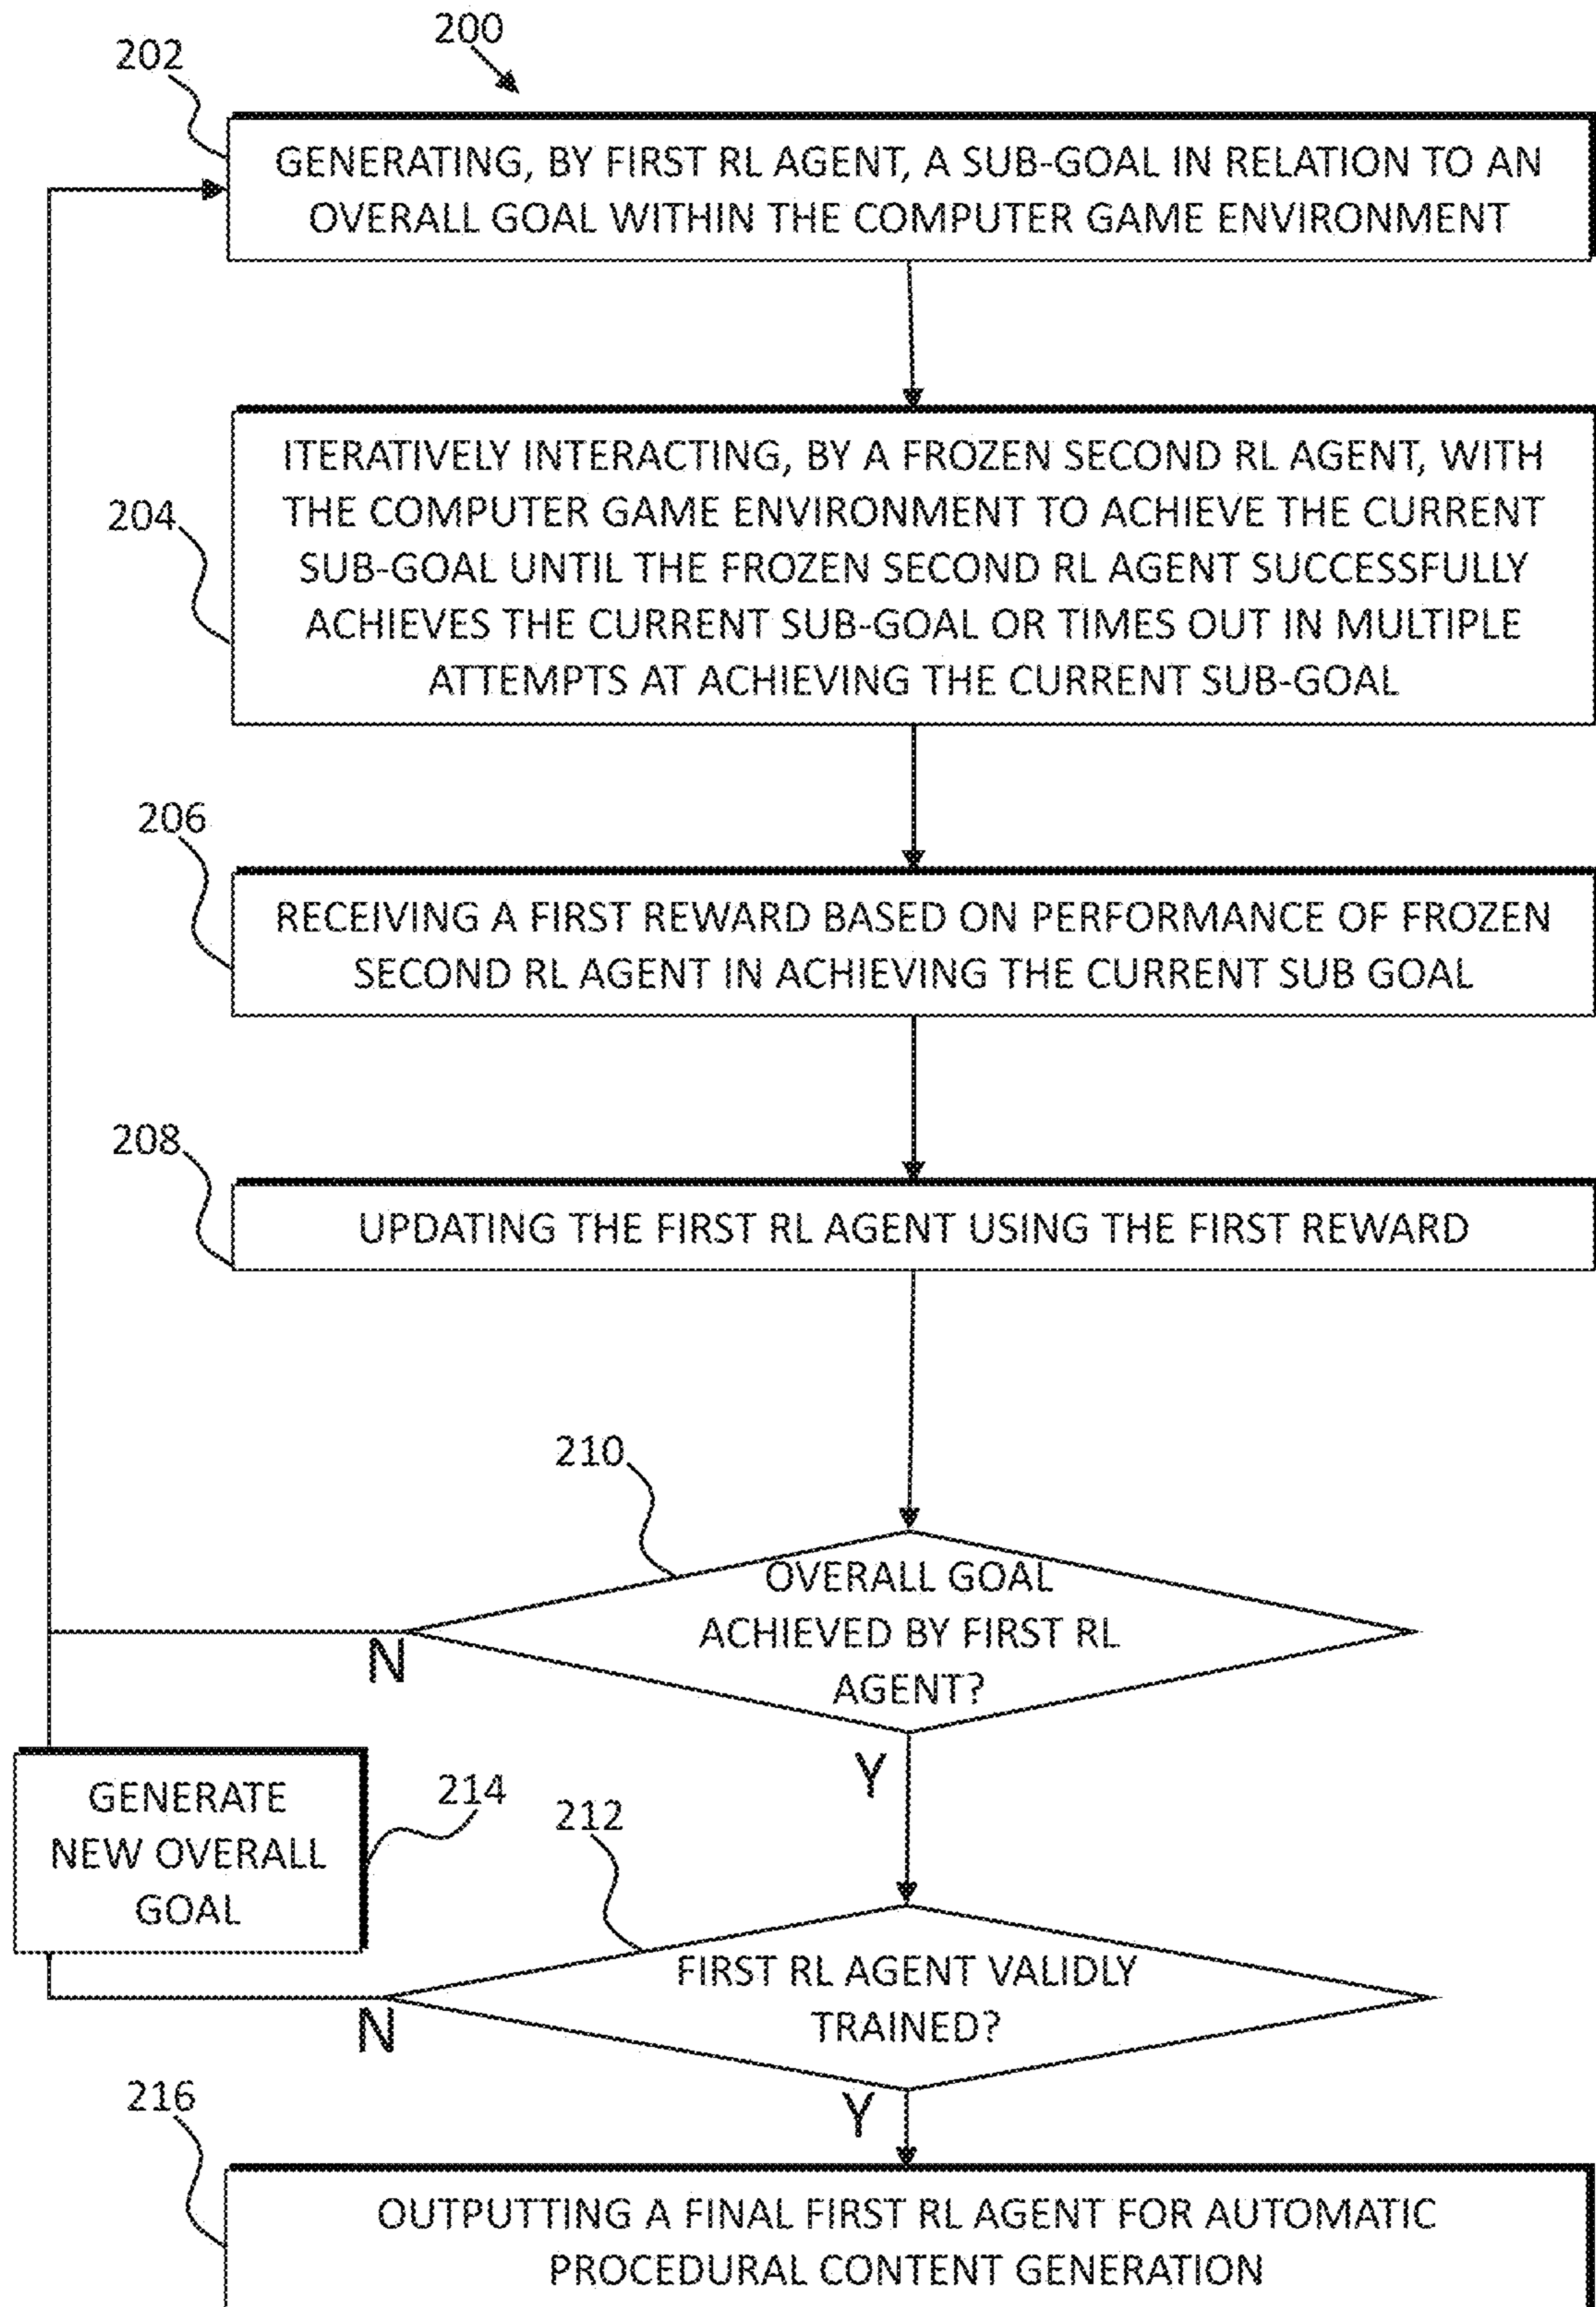 200
202
GENERATING, BY FIRST RL AGENT, A SUB-GOAL IN RELATION TO AN
OVERALL GOAL WITHIN THE COMPUTER GAME ENVIRONMENT
204
ITERATIVELY INTERACTING, BY A FROZEN SECOND RL AGENT, WITH
THE COMPUTER GAME ENVIRONMENT TO ACHIEVE THE CURRENT
SUB-GOAL UNTIL THE FROZEN SECOND RL AGENT SUCCESSFULLY
ACHIEVES THE CURRENT SUB-GOAL OR TIMES OUT IN MULTIPLE
ATTEMPTS AT ACHIEVING THE CURRENT SUB-GOAL
206
RECEIVING A FIRST REWARD BASED ON PERFORMANCE OF FROZEN
SECOND RL AGENT IN ACHIEVING THE CURRENT SUB GOAL
208
UPDATING THE FIRST RL AGENT USING THE FIRST REWARD
210
OVERALL GOAL
ACHIEVED BY FIRST RL
AGENT?
N
Y
GENERATE
NEW OVERALL
GOAL
214
212
FIRST RL AGENT VALIDLY
TRAINED?
N
Y
216
OUTPUTTING A FINAL FIRST RL AGENT FOR AUTOMATIC
PROCEDURAL CONTENT GENERATION